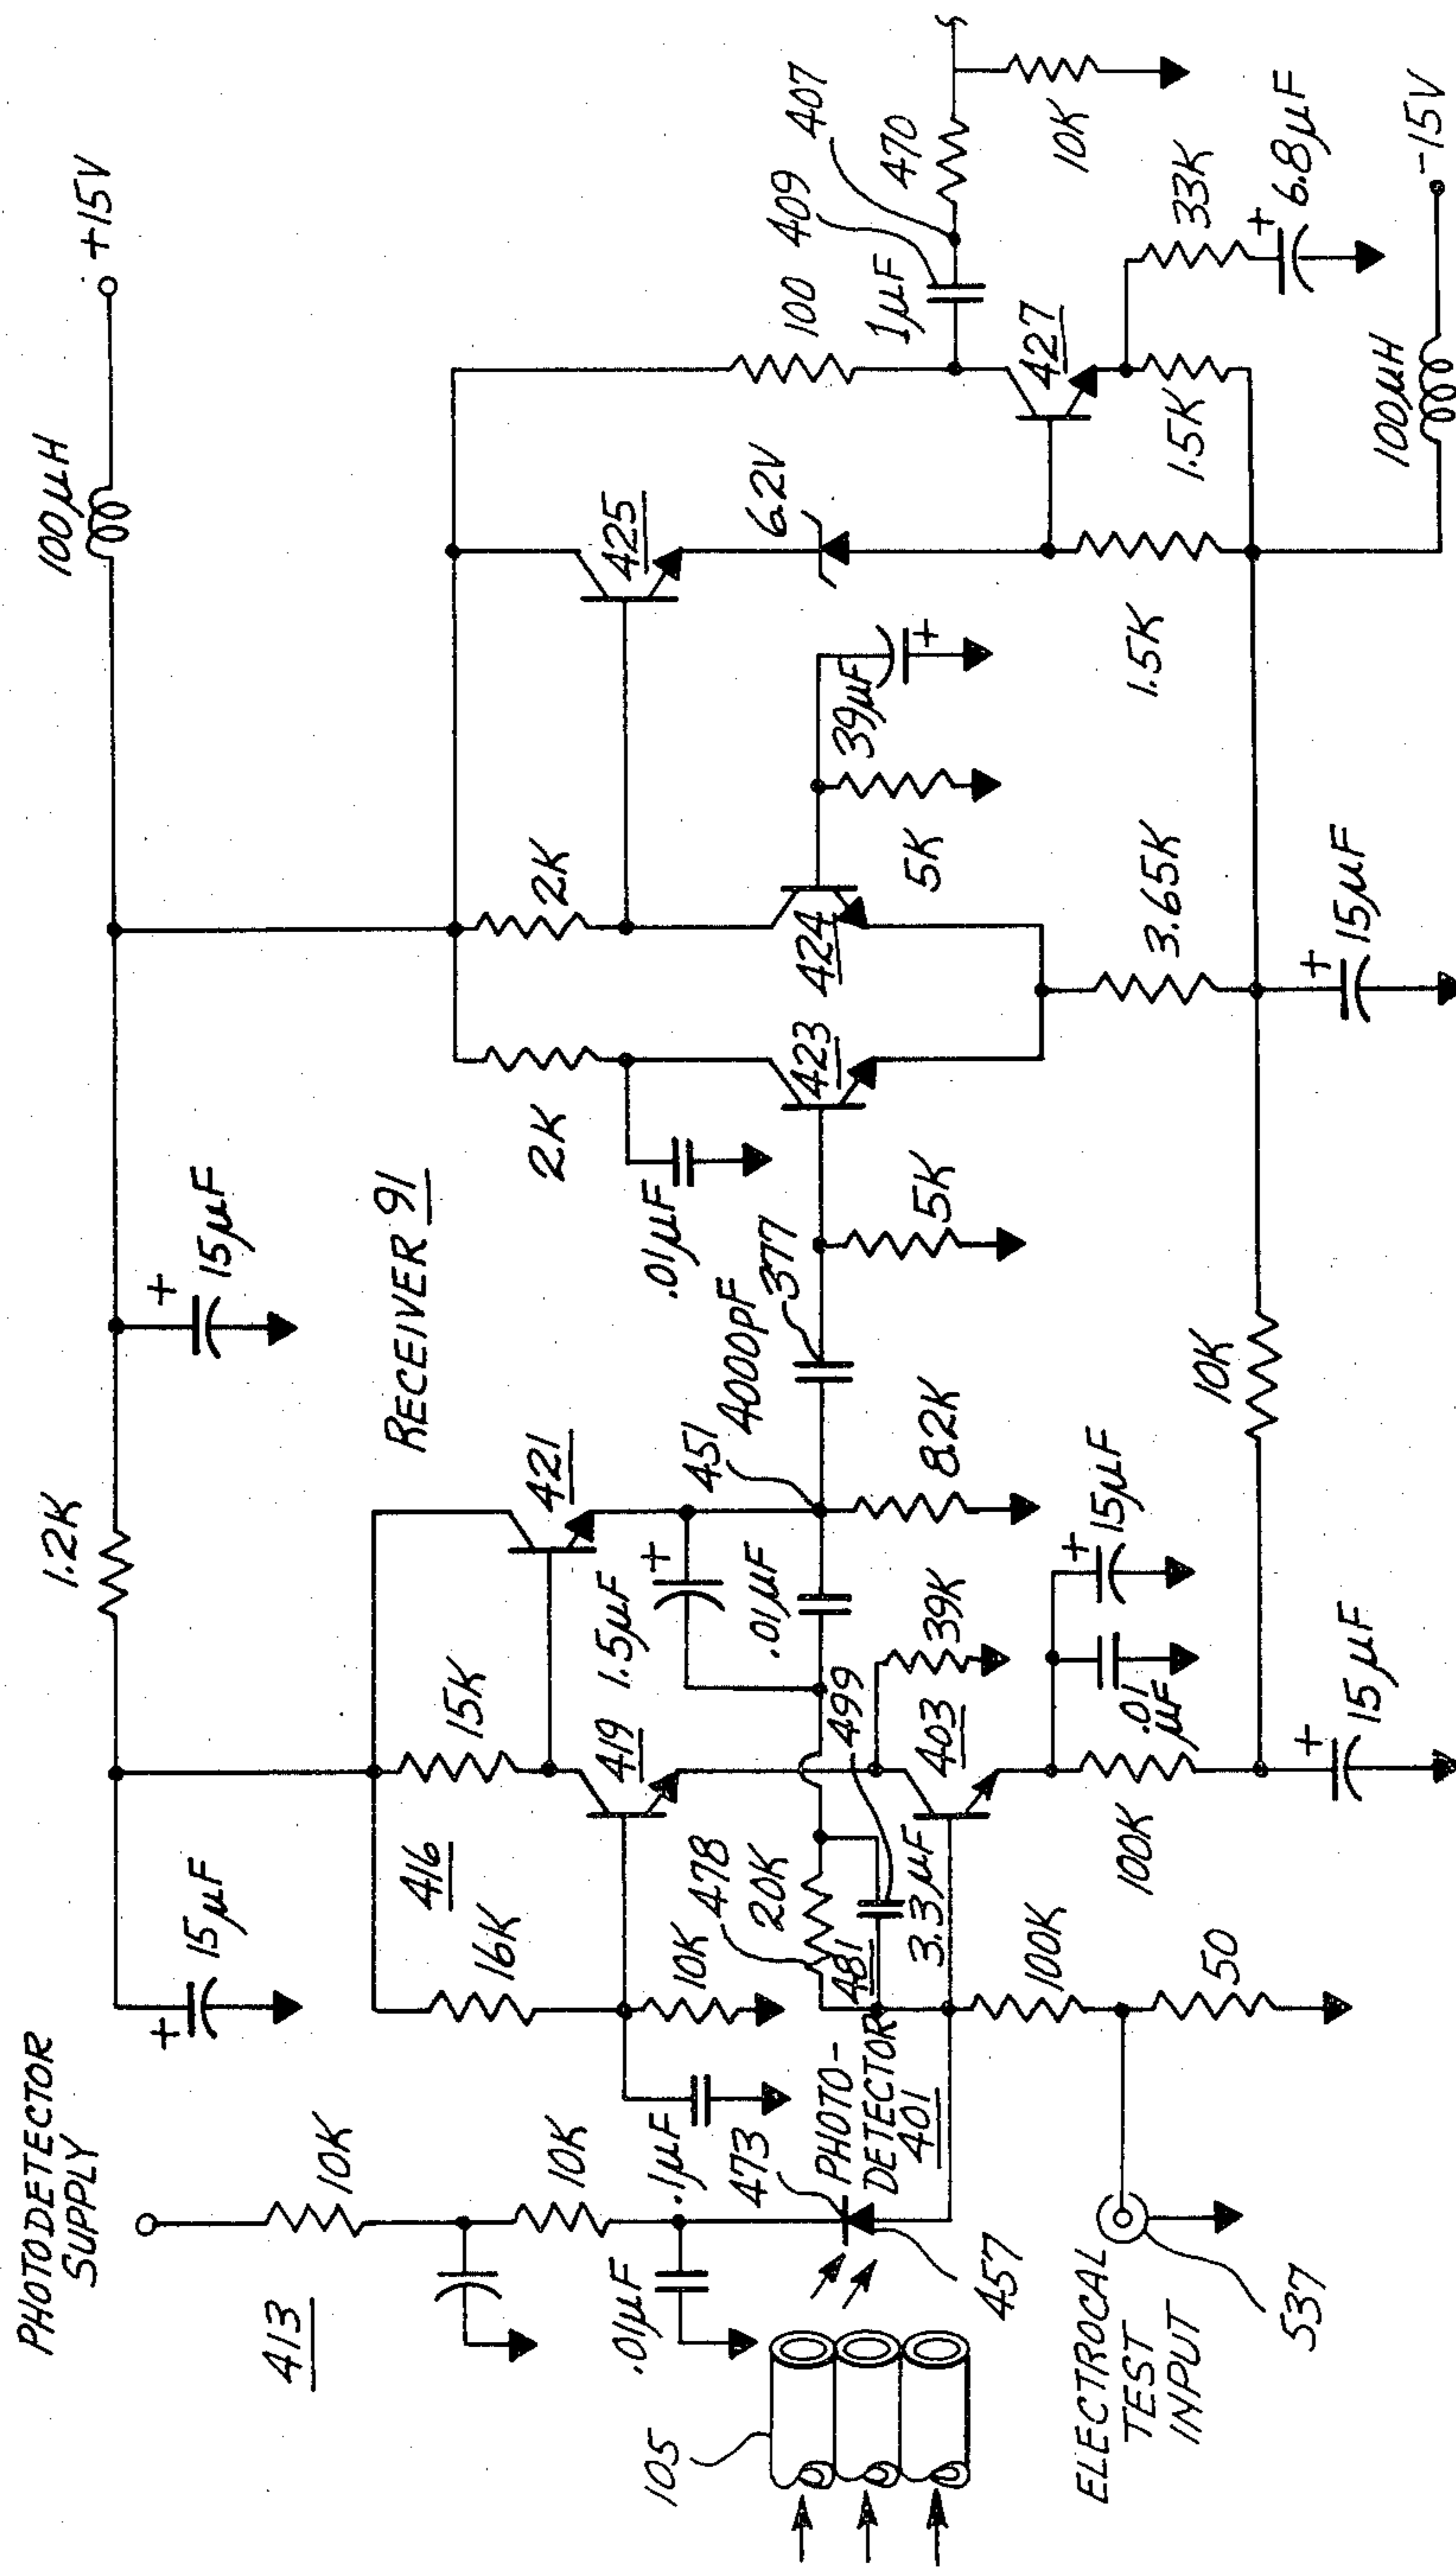 PHOTODETECTOR
SUPPLY
413
10K
10K
.01µF
105
473
PHOTO-
DETECTOR
401
457
ELECTROCAL
TEST
INPUT
537
+
15µF
16K
416
.1µF
10K
478
20K
481
3.3µF
499
100K
50
1.2K
15K
419
421
1.5µF
+
.01µF
451
39K
403
100K
.01
µF
+
15µF
+
15µF
8.2K
4000pF
377
5K
10K
RECEIVER 91
+
15µF
2K
.01µF
423
2K
424
5K
39µF
+
3.65K
+
15µF
100µH
+15V
425
6.2V
1.5K
427
1.5K
100
1µF
409
470
407
10K
33K
+
6.8µF
100µH
-15V